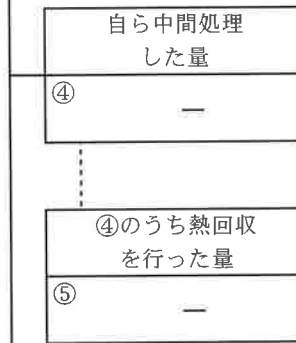 自ら中間処理
した量
④
—
④のうち熱回収
を行った量
⑤
—